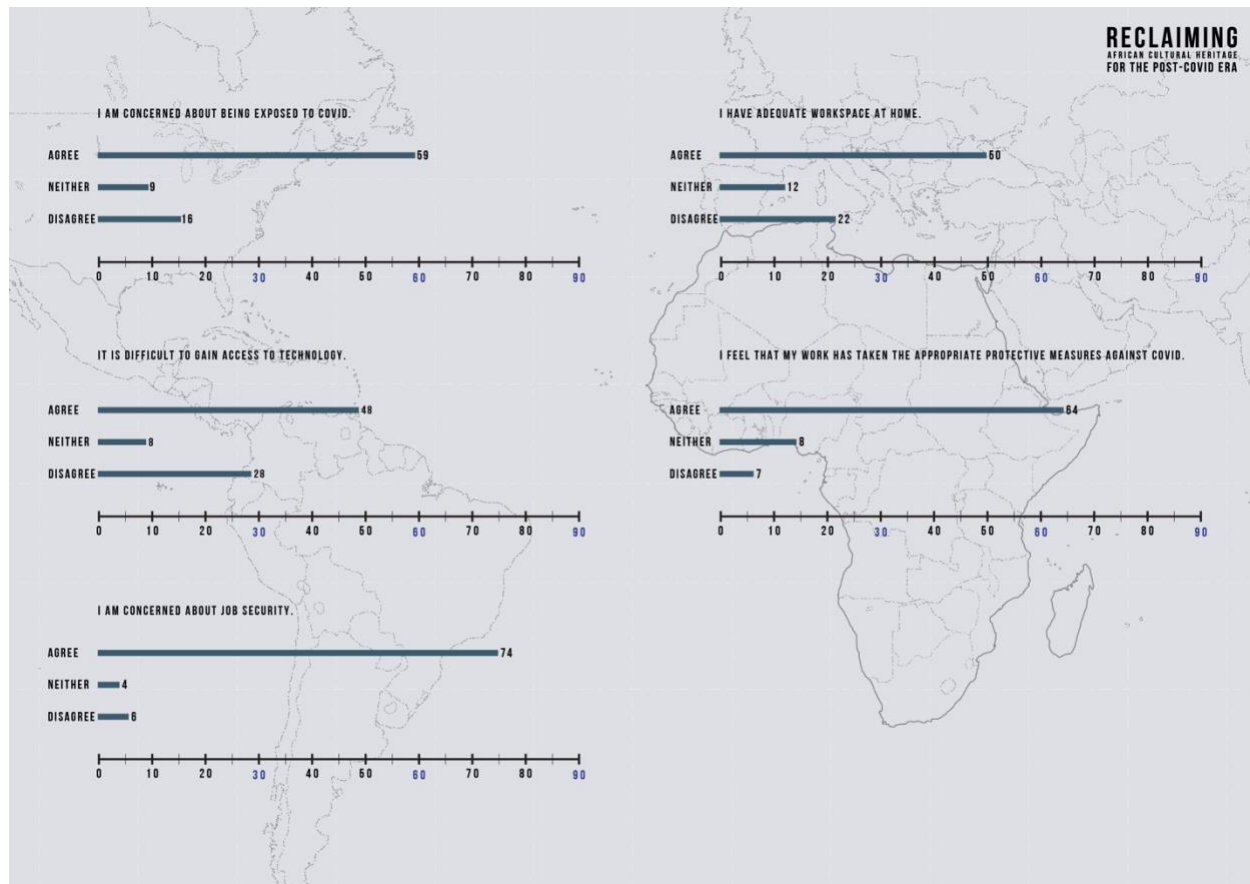 RECLAIMING
AFRICAN CULTURAL HERITAGE
FOR THE POST-COVID ERA
I AM CONCERNED ABOUT BEING EXPOSED TO COVID.
AGREE 59
NEITHER 9
DISAGREE 16
0 10 20 30 40 50 60 70 80 90
I HAVE ADEQUATE WORKSPACE AT HOME.
AGREE 50
NEITHER 12
DISAGREE 22
0 10 20 30 40 50 60 70 80 90
IT IS DIFFICULT TO GAIN ACCESS TO TECHNOLOGY.
AGREE 48
NEITHER 8
DISAGREE 28
0 10 20 30 40 50 60 70 80 90
I FEEL THAT MY WORK HAS TAKEN THE APPROPRIATE PROTECTIVE MEASURES AGAINST COVID.
AGREE 64
NEITHER 8
DISAGREE 7
0 10 20 30 40 50 60 70 80 90
I AM CONCERNED ABOUT JOB SECURITY.
AGREE 74
NEITHER 4
DISAGREE 6
0 10 20 30 40 50 60 70 80 90